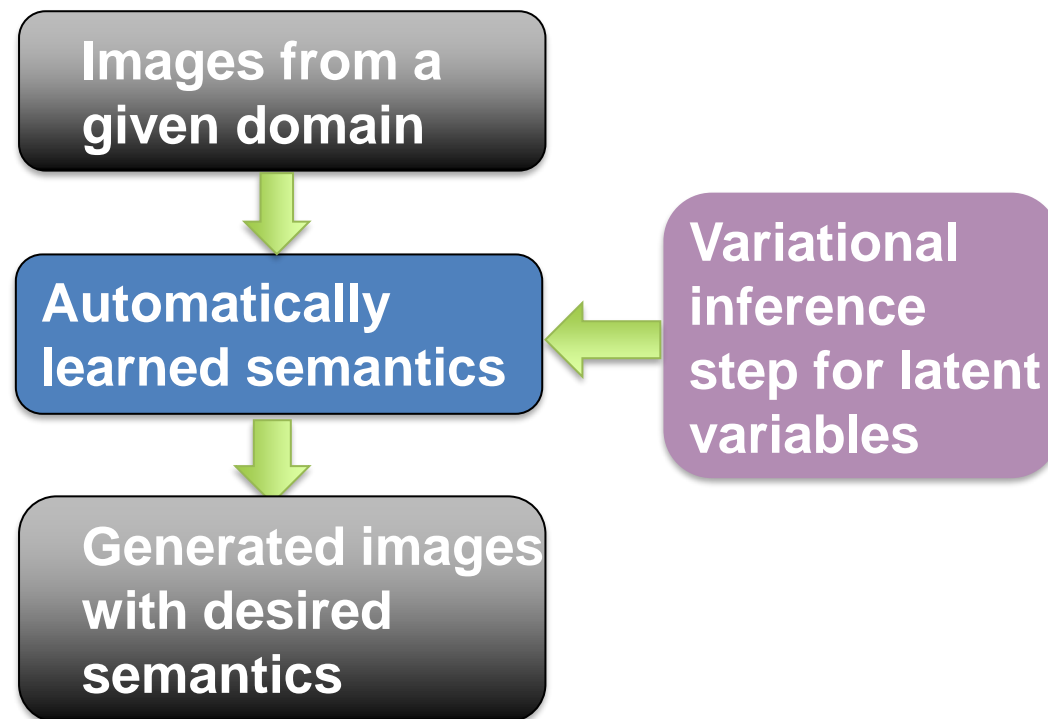 Images from a
given domain
Automatically
learned semantics
Variational
inference
step for latent
variables
Generated images
with desired
semantics